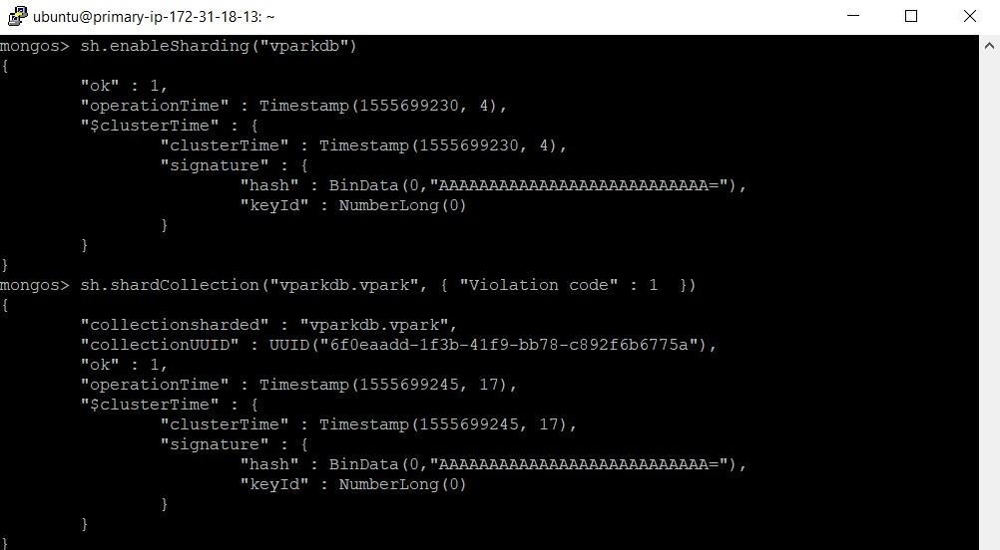 ubuntu@primary-ip-172-31-18-13: ~
mongos> sh.enableSharding("vparkdb")
{
        "ok" : 1,
        "operationTime" : Timestamp(1555699230, 4),
        "$clusterTime" : {
                "clusterTime" : Timestamp(1555699230, 4),
                "signature" : {
                        "hash" : BinData(0,"AAAAAAAAAAAAAAAAAAAAAAAAAAA="),
                        "keyId" : NumberLong(0)
                }
        }
}
mongos> sh.shardCollection("vparkdb.vpark", { "Violation code" : 1  })
{
        "collectionsharded" : "vparkdb.vpark",
        "collectionUUID" : UUID("6f0eaadd-1f3b-41f9-bb78-c892f6b6775a"),
        "ok" : 1,
        "operationTime" : Timestamp(1555699245, 17),
        "$clusterTime" : {
                "clusterTime" : Timestamp(1555699245, 17),
                "signature" : {
                        "hash" : BinData(0,"AAAAAAAAAAAAAAAAAAAAAAAAAAA="),
                        "keyId" : NumberLong(0)
                }
        }
}